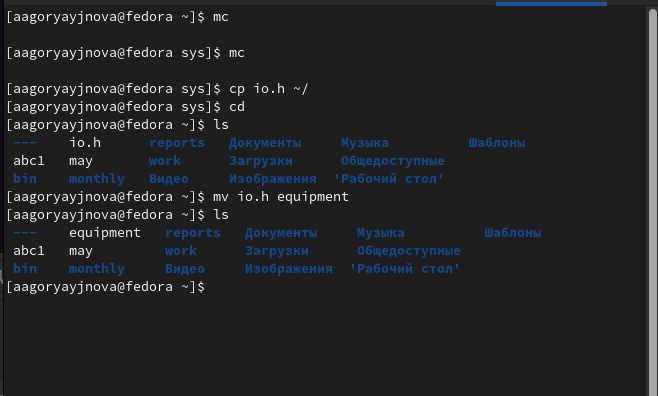 [aagoryayjnova@fedora ~]$ mc
[aagoryayjnova@fedora sys]$ mc
[aagoryayjnova@fedora sys]$ cp io.h ~/
[aagoryayjnova@fedora sys]$ cd
[aagoryayjnova@fedora ~]$ ls
--- io.h reports Документы Музыка Шаблоны
abc1 may work Загрузки Общедоступные
bin monthly Видео Изображения 'Рабочий стол'
[aagoryayjnova@fedora ~]$ mv io.h equipment
[aagoryayjnova@fedora ~]$ ls
--- equipment reports Документы Музыка Шаблоны
abc1 may work Загрузки Общедоступные
bin monthly Видео Изображения 'Рабочий стол'
[aagoryayjnova@fedora ~]$